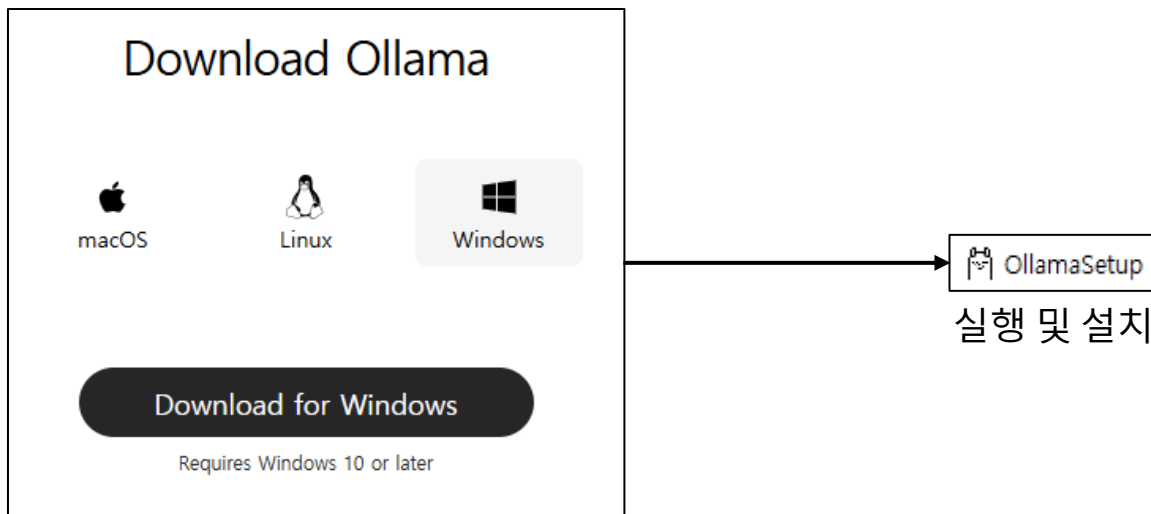 Download Ollama
macOS
Linux
Windows
Download for Windows
Requires Windows 10 or later
OllamaSetup
실행 및 설치